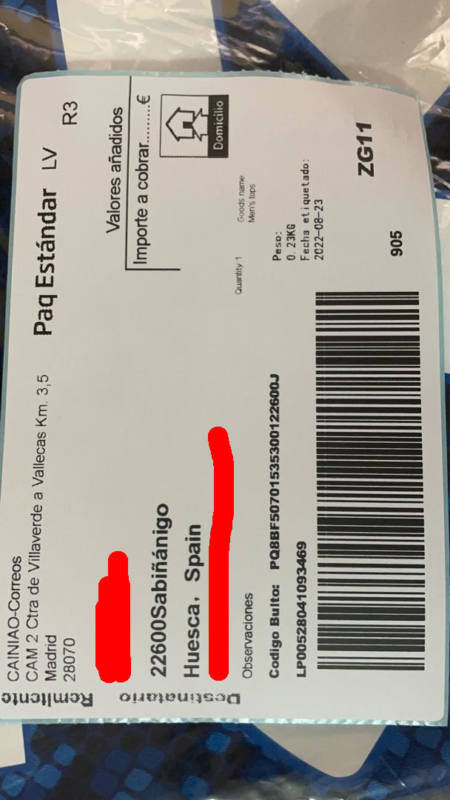 Remitente
CAINIAO-Correos
CAM 2 Ctra de Villaverde a Vallecas Km. 3,5
Madrid
28070
Paq Estándar LV R3
Valores añadidos
Importe a cobrar.........€
Domicilio
Destinatario
22600Sabiñánigo
Huesca, Spain
Observaciones
Quantity 1
Goods name
Men's tops
Codigo Bulto: PQ8BF50701535300122600J
Peso:
0.23KG
Fecha etiquetado:
2022-08-23
LP00528041093469
ZG11
905